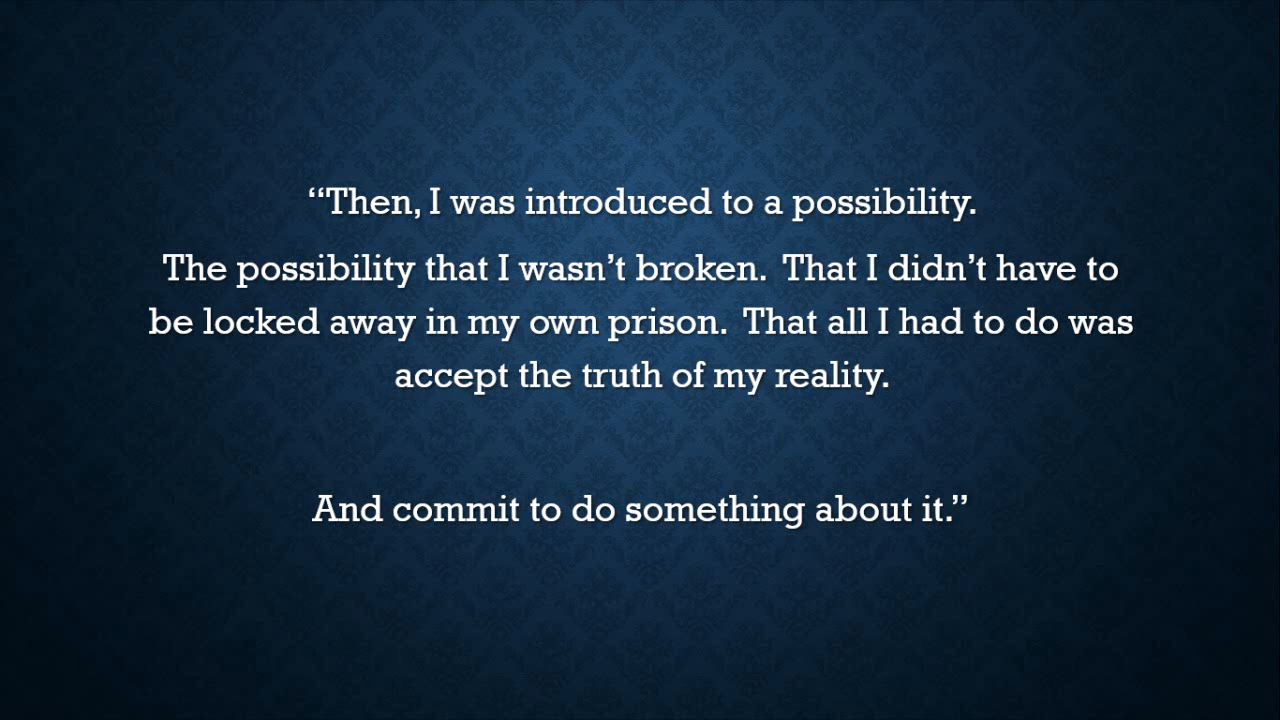 “Then, I was introduced to a possibility.
The possibility that I wasn’t broken.  That I didn’t have to
be locked away in my own prison.  That all I had to do was
accept the truth of my reality.
And commit to do something about it.”